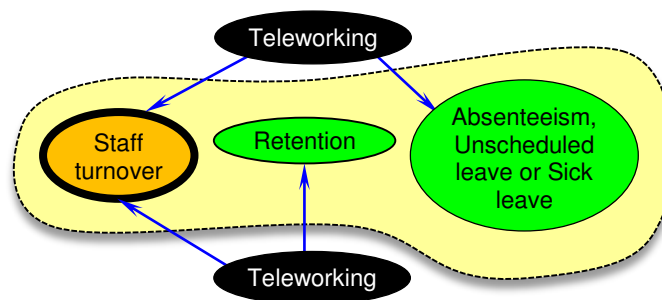 Teleworking
Staff
turnover
Retention
Absenteeism,
Unscheduled
leave or Sick
leave
Teleworking